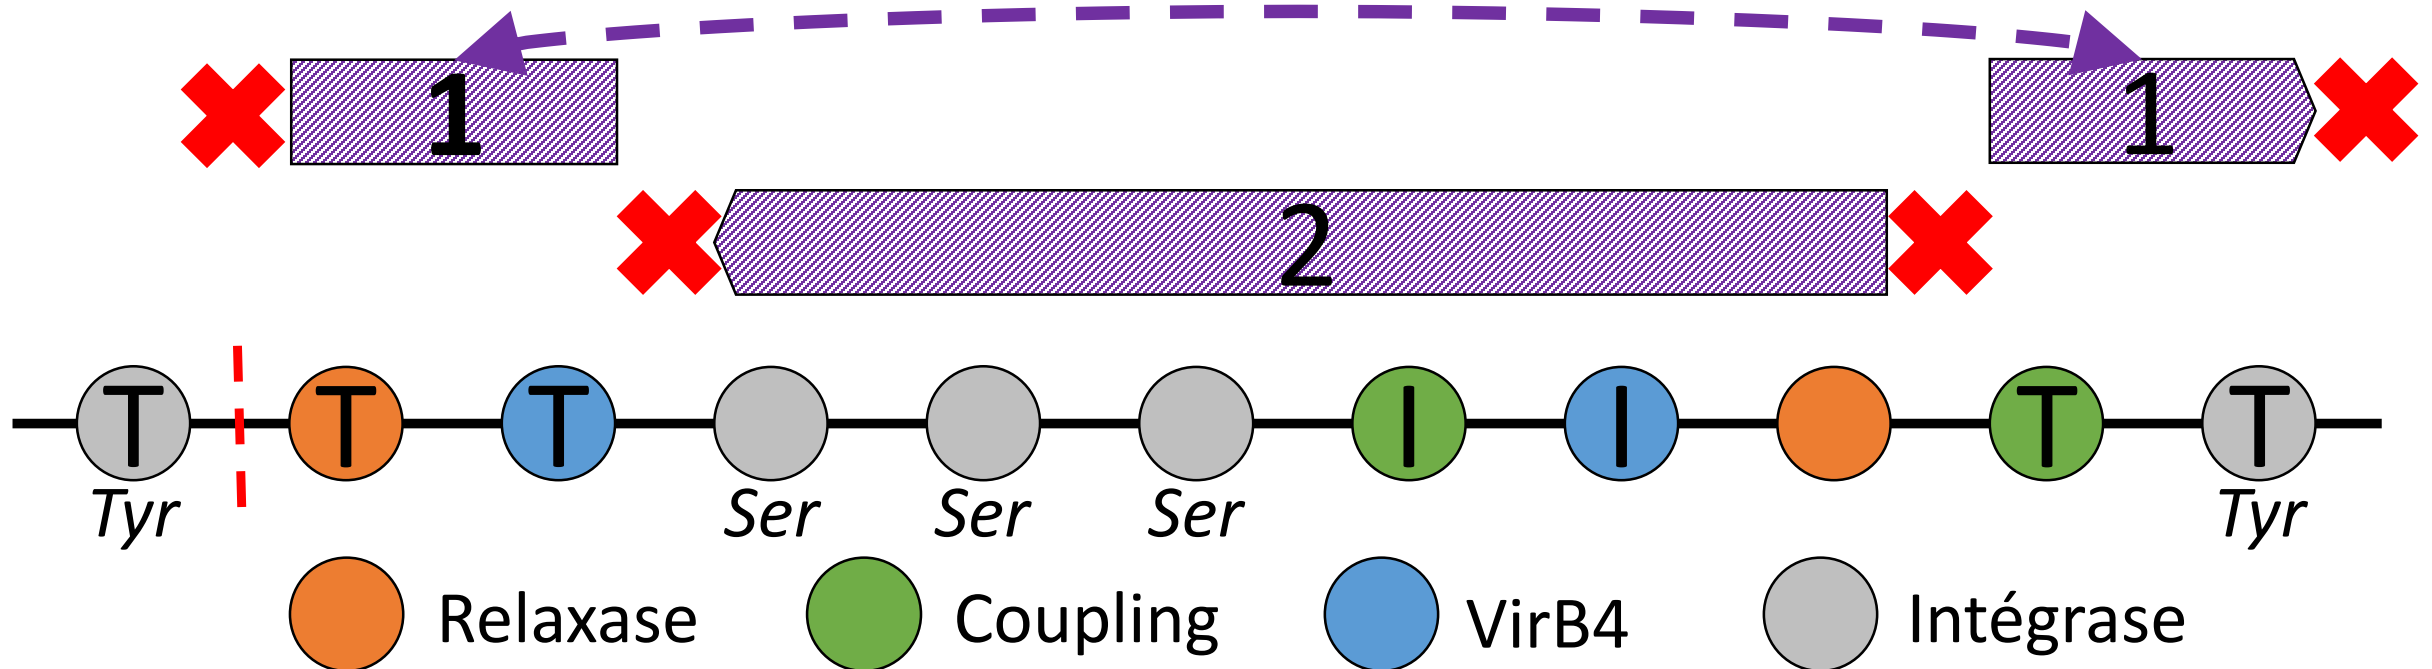 1 1
2
T T T I I T T
Tyr Ser Ser Ser Tyr
Relaxase Coupling VirB4 Intégrase